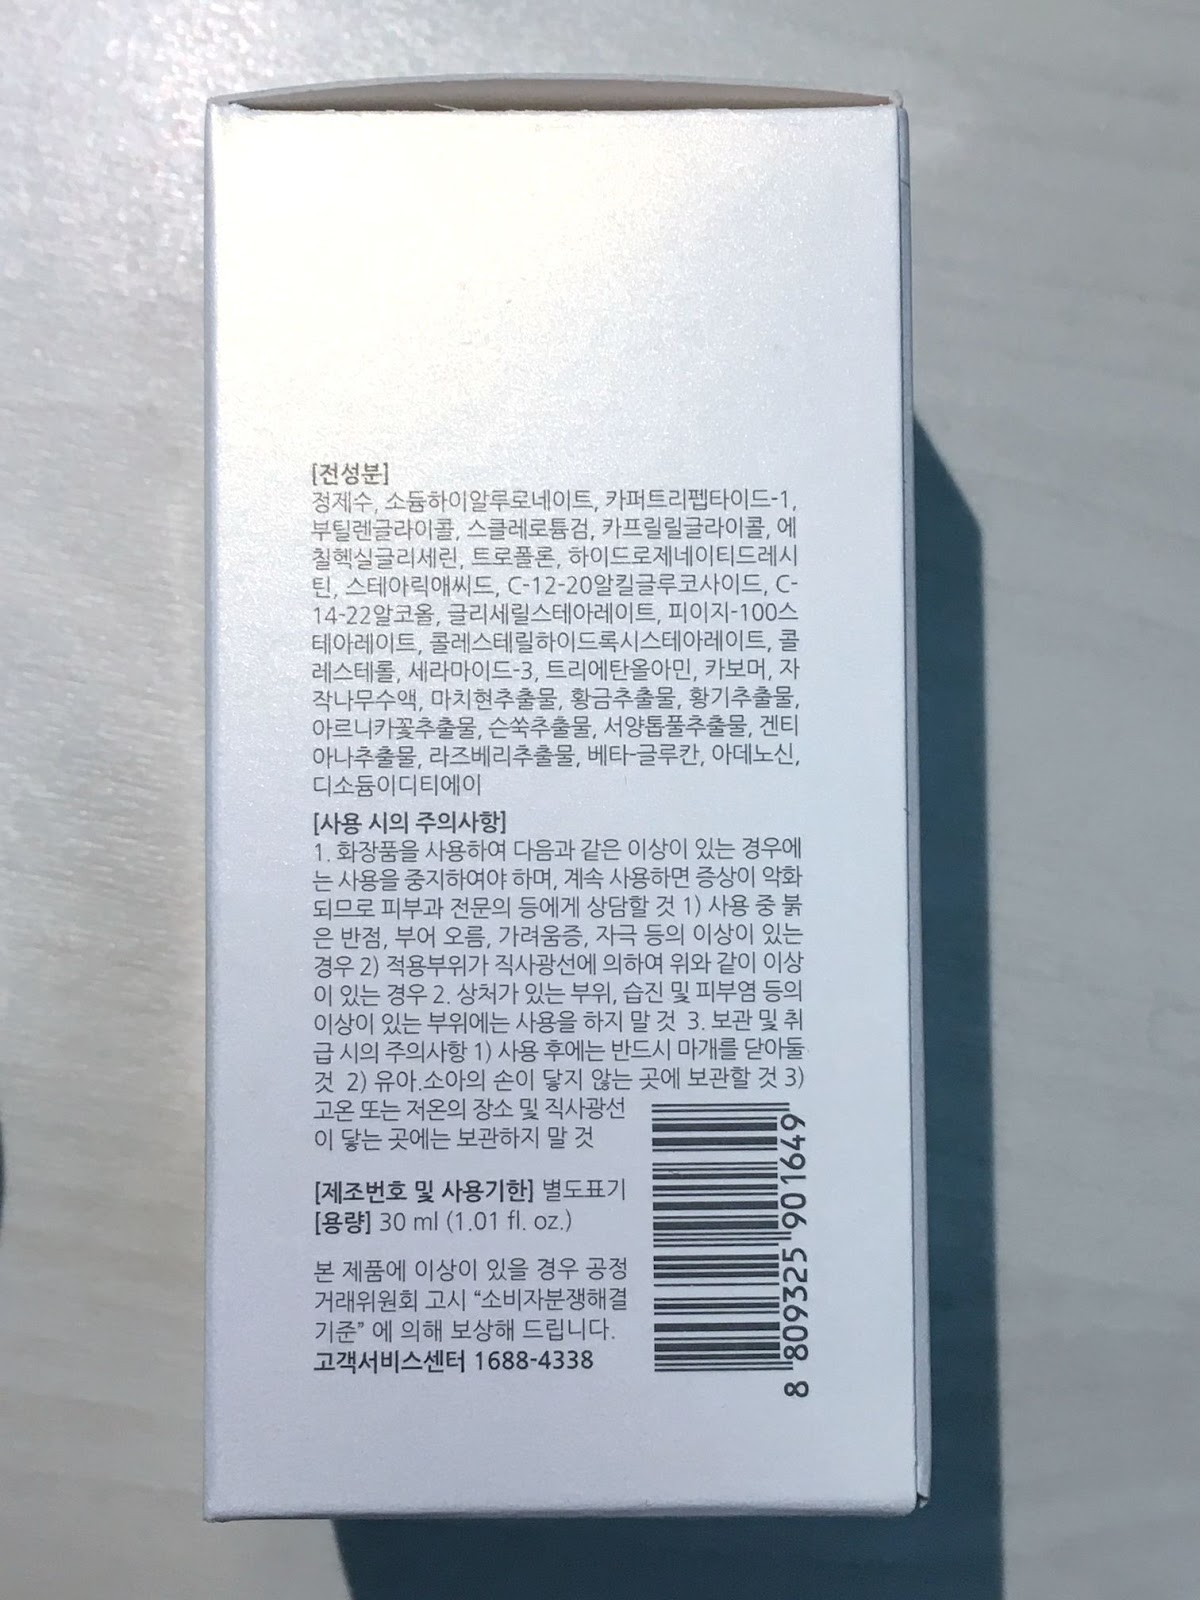 [전성분]
정제수, 소듐하이알루로네이트, 카퍼트리펩타이드-1,
부틸렌글라이콜, 스클레로튬검, 카프릴릴글라이콜, 에
칠헥실글리세린, 트로폴론, 하이드로제네이티드레시
틴, 스테아릭애씨드, C-12-20알킬글루코사이드, C-
14-22알코올, 글리세릴스테아레이트, 피이지-100스
테아레이트, 콜레스테릴하이드록시스테아레이트, 콜
레스테롤, 세라마이드-3, 트리에탄올아민, 카보머, 자
작나무수액, 마치현추출물, 황금추출물, 황기추출물,
아르니카꽃추출물, 쓴쑥추출물, 서양톱풀추출물, 겐티
아나추출물, 라즈베리추출물, 베타-글루칸, 아데노신,
디소듐이디티에이
[사용 시의 주의사항]
1. 화장품을 사용하여 다음과 같은 이상이 있는 경우에
는 사용을 중지하여야 하며, 계속 사용하면 증상이 악화
되므로 피부과 전문의 등에게 상담할 것 1) 사용 중 붉
은 반점, 부어 오름, 가려움증, 자극 등의 이상이 있는
경우 2) 적용부위가 직사광선에 의하여 위와 같이 이상
이 있는 경우 2. 상처가 있는 부위, 습진 및 피부염 등의
이상이 있는 부위에는 사용을 하지 말 것 3. 보관 및 취
급 시의 주의사항 1) 사용 후에는 반드시 마개를 닫아둘
것 2) 유아.소아의 손이 닿지 않는 곳에 보관할 것 3)
고온 또는 저온의 장소 및 직사광선
이 닿는 곳에는 보관하지 말 것
[제조번호 및 사용기한] 별도표기
[용량] 30 ml (1.01 fl. oz.)
본 제품에 이상이 있을 경우 공정
거래위원회 고시 “소비자분쟁해결
기준” 에 의해 보상해 드립니다.
고객서비스센터 1688-4338
8 809325 901649